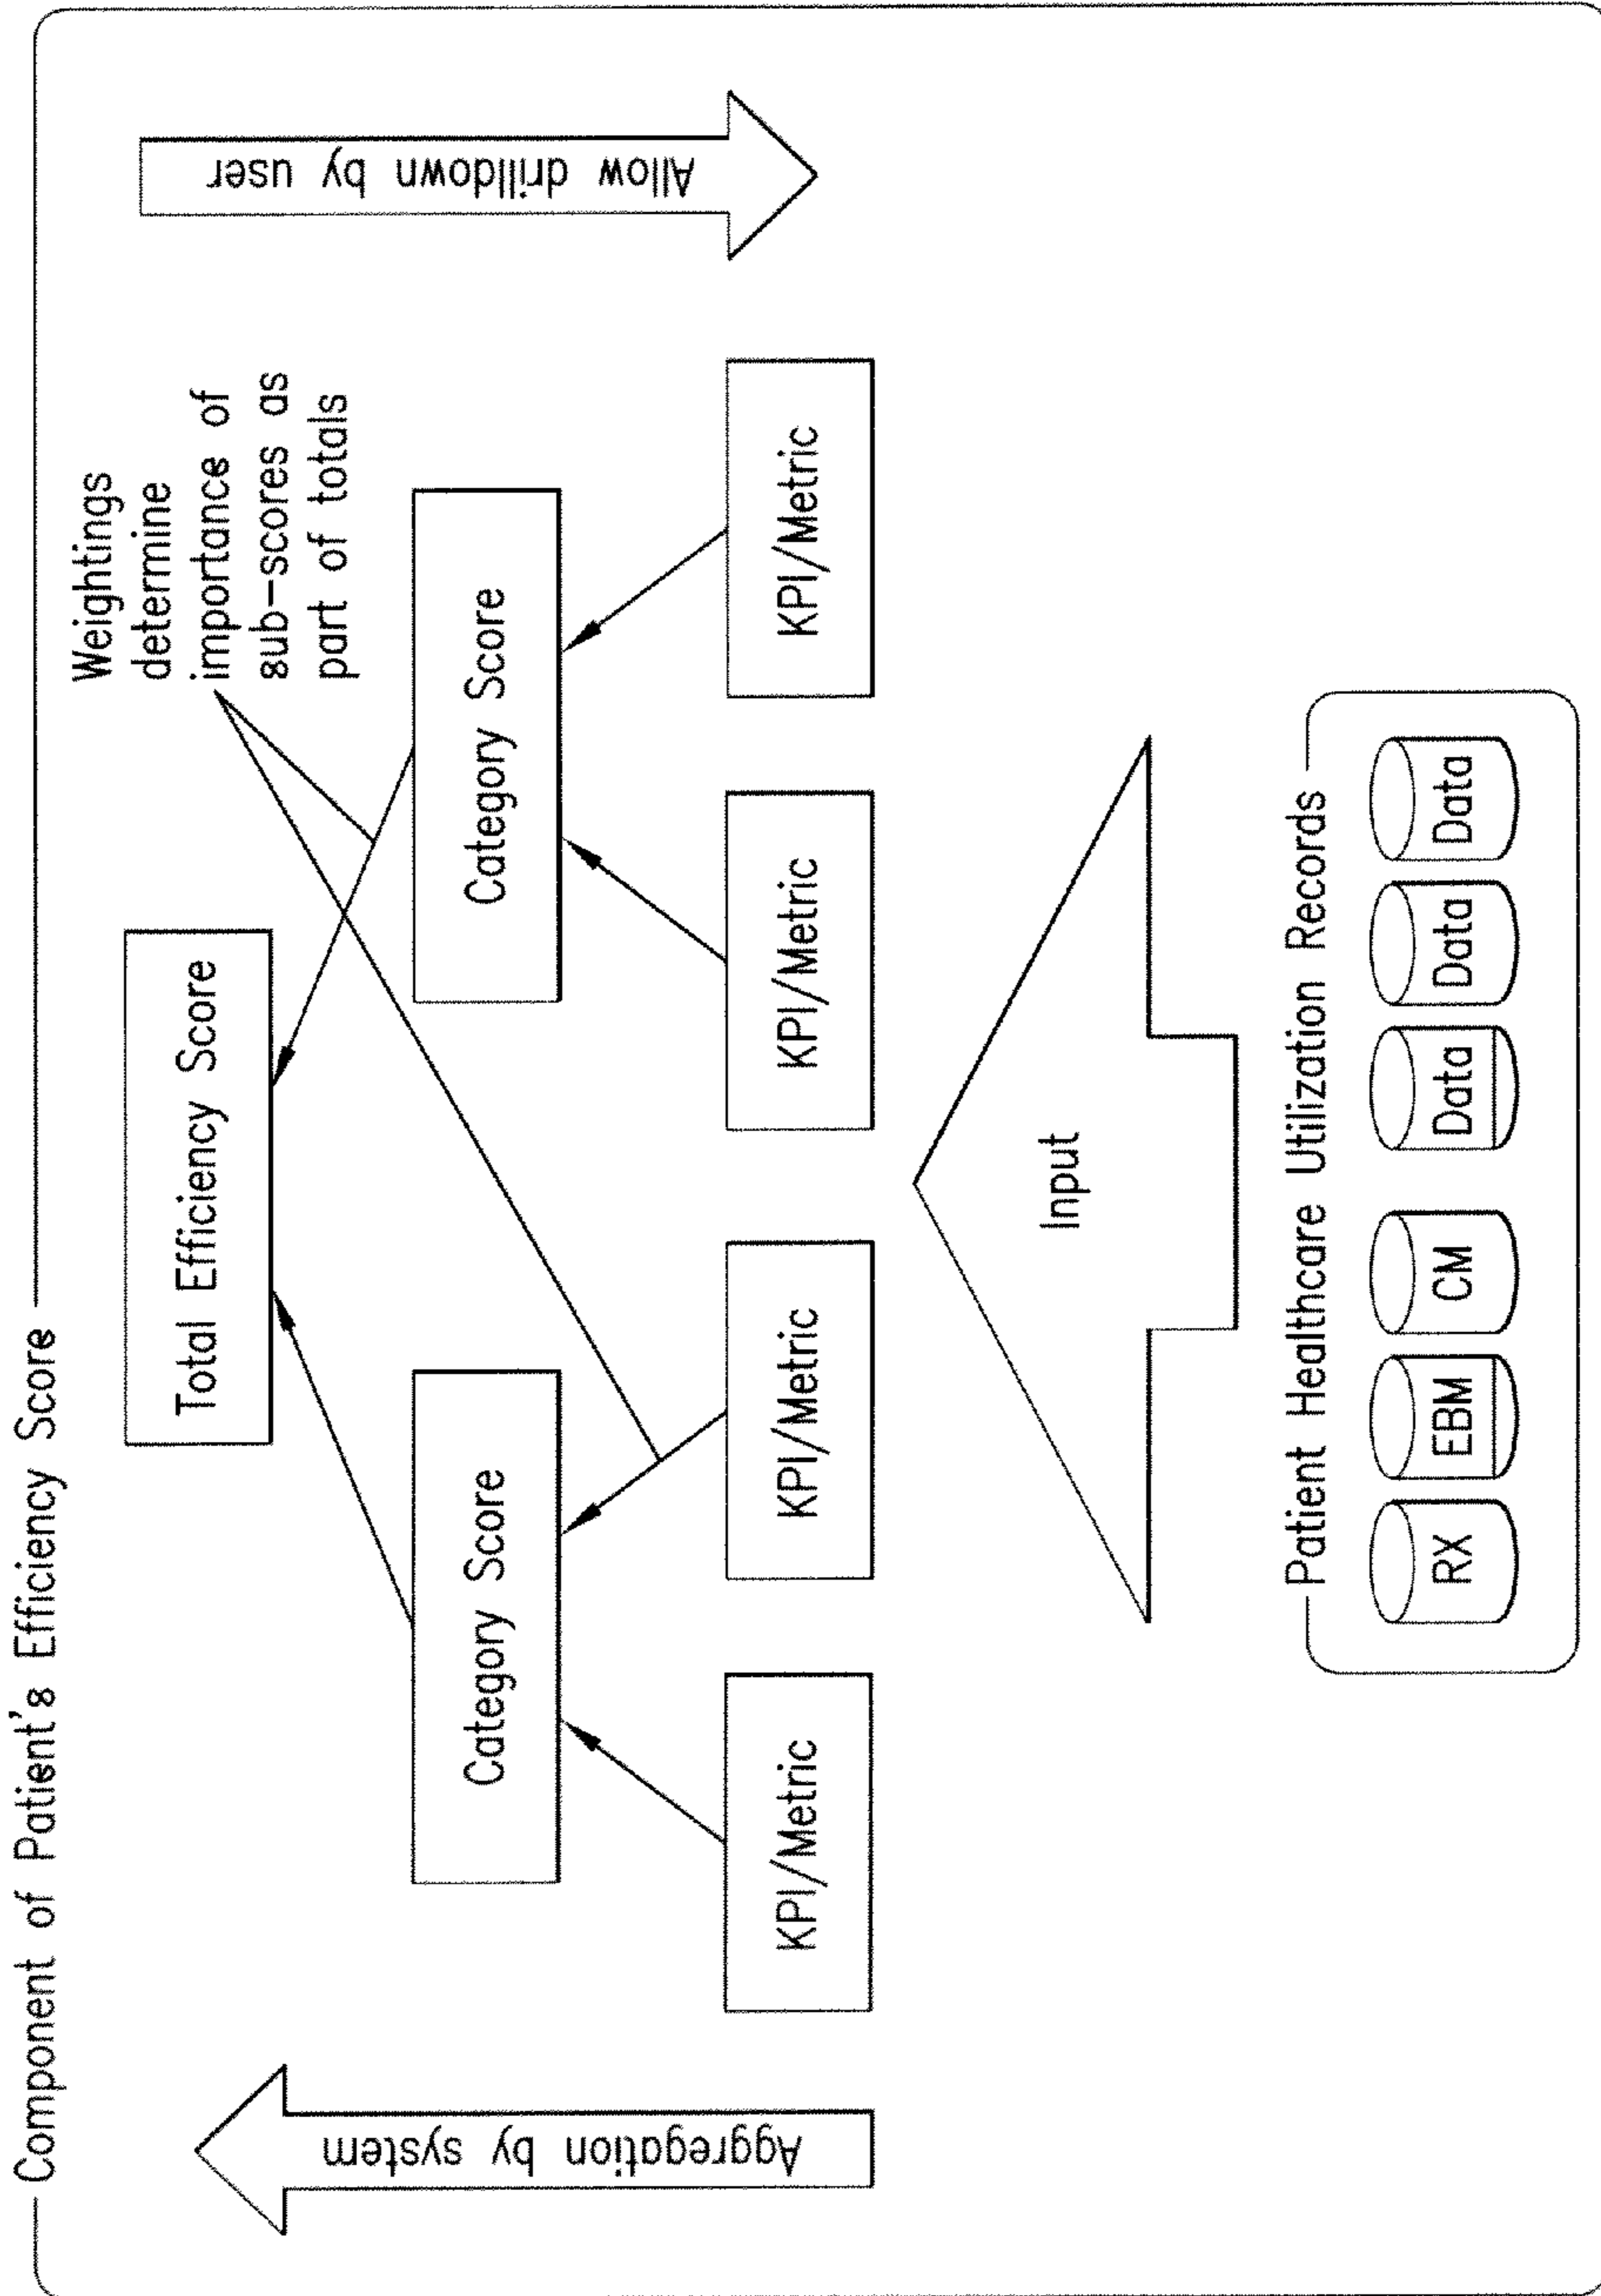 Component of Patient's Efficiency Score
Total Efficiency Score
Weightings
determine
importance of
sub-scores as
part of totals
Aggregation by system
Allow drilldown by user
Category Score
Category Score
KPI/Metric
KPI/Metric
KPI/Metric
KPI/Metric
Input
Patient Healthcare Utilization Records
RX
EBM
CM
Data
Data
Data